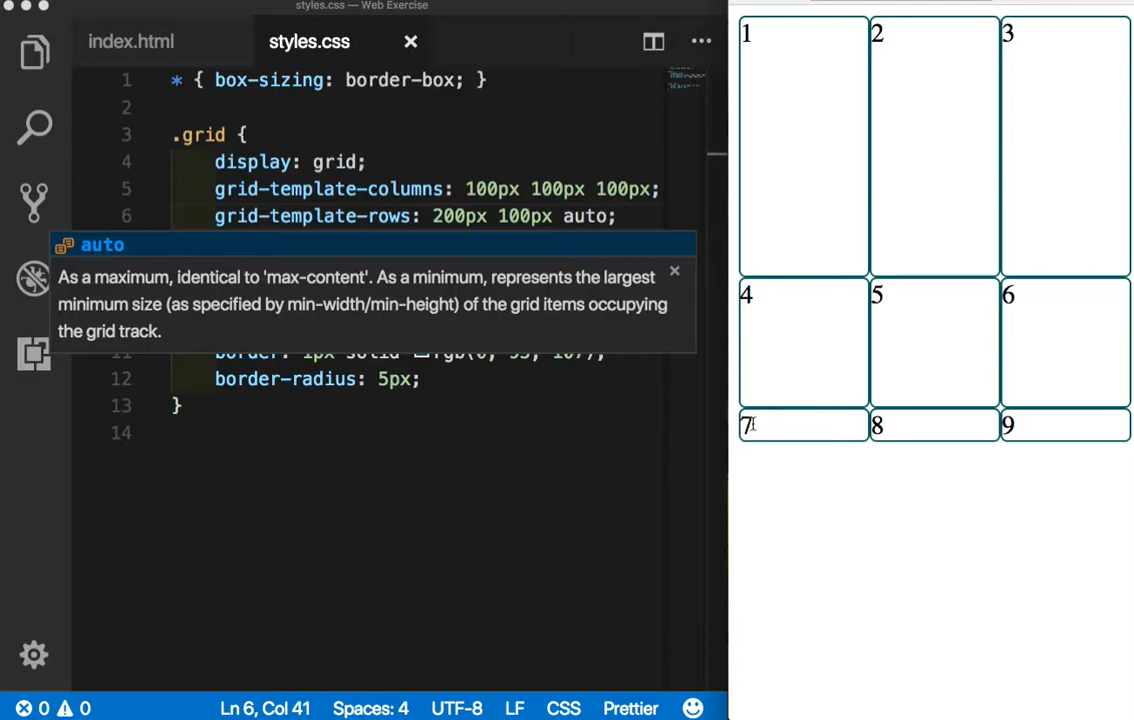 styles.css — Web Exercise
index.html
styles.css
1 * { box-sizing: border-box; }
2
3 .grid {
4 display: grid;
5 grid-template-columns: 100px 100px 100px;
6 grid-template-rows: 200px 100px auto;
auto
As a maximum, identical to 'max-content'. As a minimum, represents the largest
minimum size (as specified by min-width/min-height) of the grid items occupying
the grid track.
12 border-radius: 5px;
13 }
14
0 0 Ln 6, Col 41 Spaces: 4 UTF-8 LF CSS Prettier
1 2 3
4 5 6
7 8 9